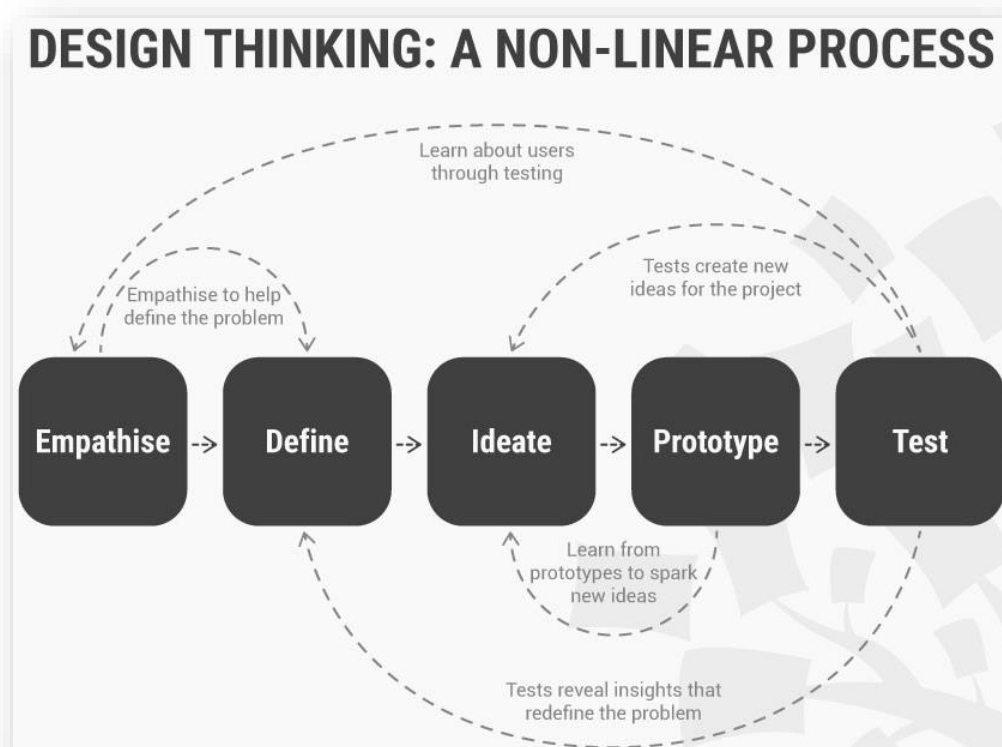 DESIGN THINKING: A NON-LINEAR PROCESS
Learn about users
through testing
Tests create new
ideas for the project
Empathise to help
define the problem
Empathise
Define
Ideate
Prototype
Test
Learn from
prototypes to spark
new ideas
Tests reveal insights that
redefine the problem